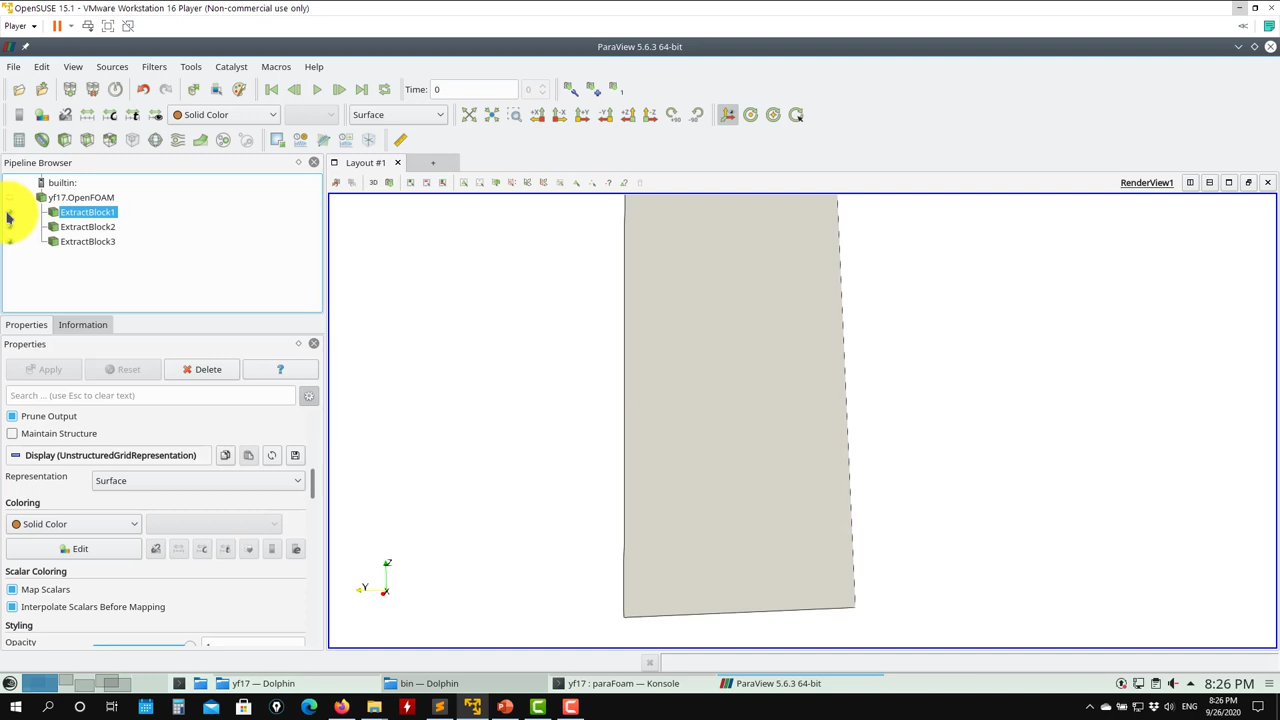 OpenSUSE 15.1 - VMware Workstation 16 Player (Non-commercial use only)
Player
ParaView 5.6.3 64-bit
File Edit View Sources Filters Tools Catalyst Macros Help
Time: 0 0
Solid Color Surface
Pipeline Browser
Layout #1 +
builtin:
3D RenderView1
yf17.OpenFOAM
ExtractBlock1
ExtractBlock2
ExtractBlock3
Properties Information
Properties
Apply Reset Delete ?
Search ... (use Esc to clear text)
Prune Output
Maintain Structure
Display (UnstructuredGridRepresentation)
Representation Surface
Coloring
Solid Color
Edit
Scalar Coloring
Map Scalars
Interpolate Scalars Before Mapping
Styling
Opacity
Z
Y
X
yf17 — Dolphin bin — Dolphin yf17 : paraFoam — Konsole ParaView 5.6.3 64-bit 8:26 PM
8:26 PM
9/26/2020